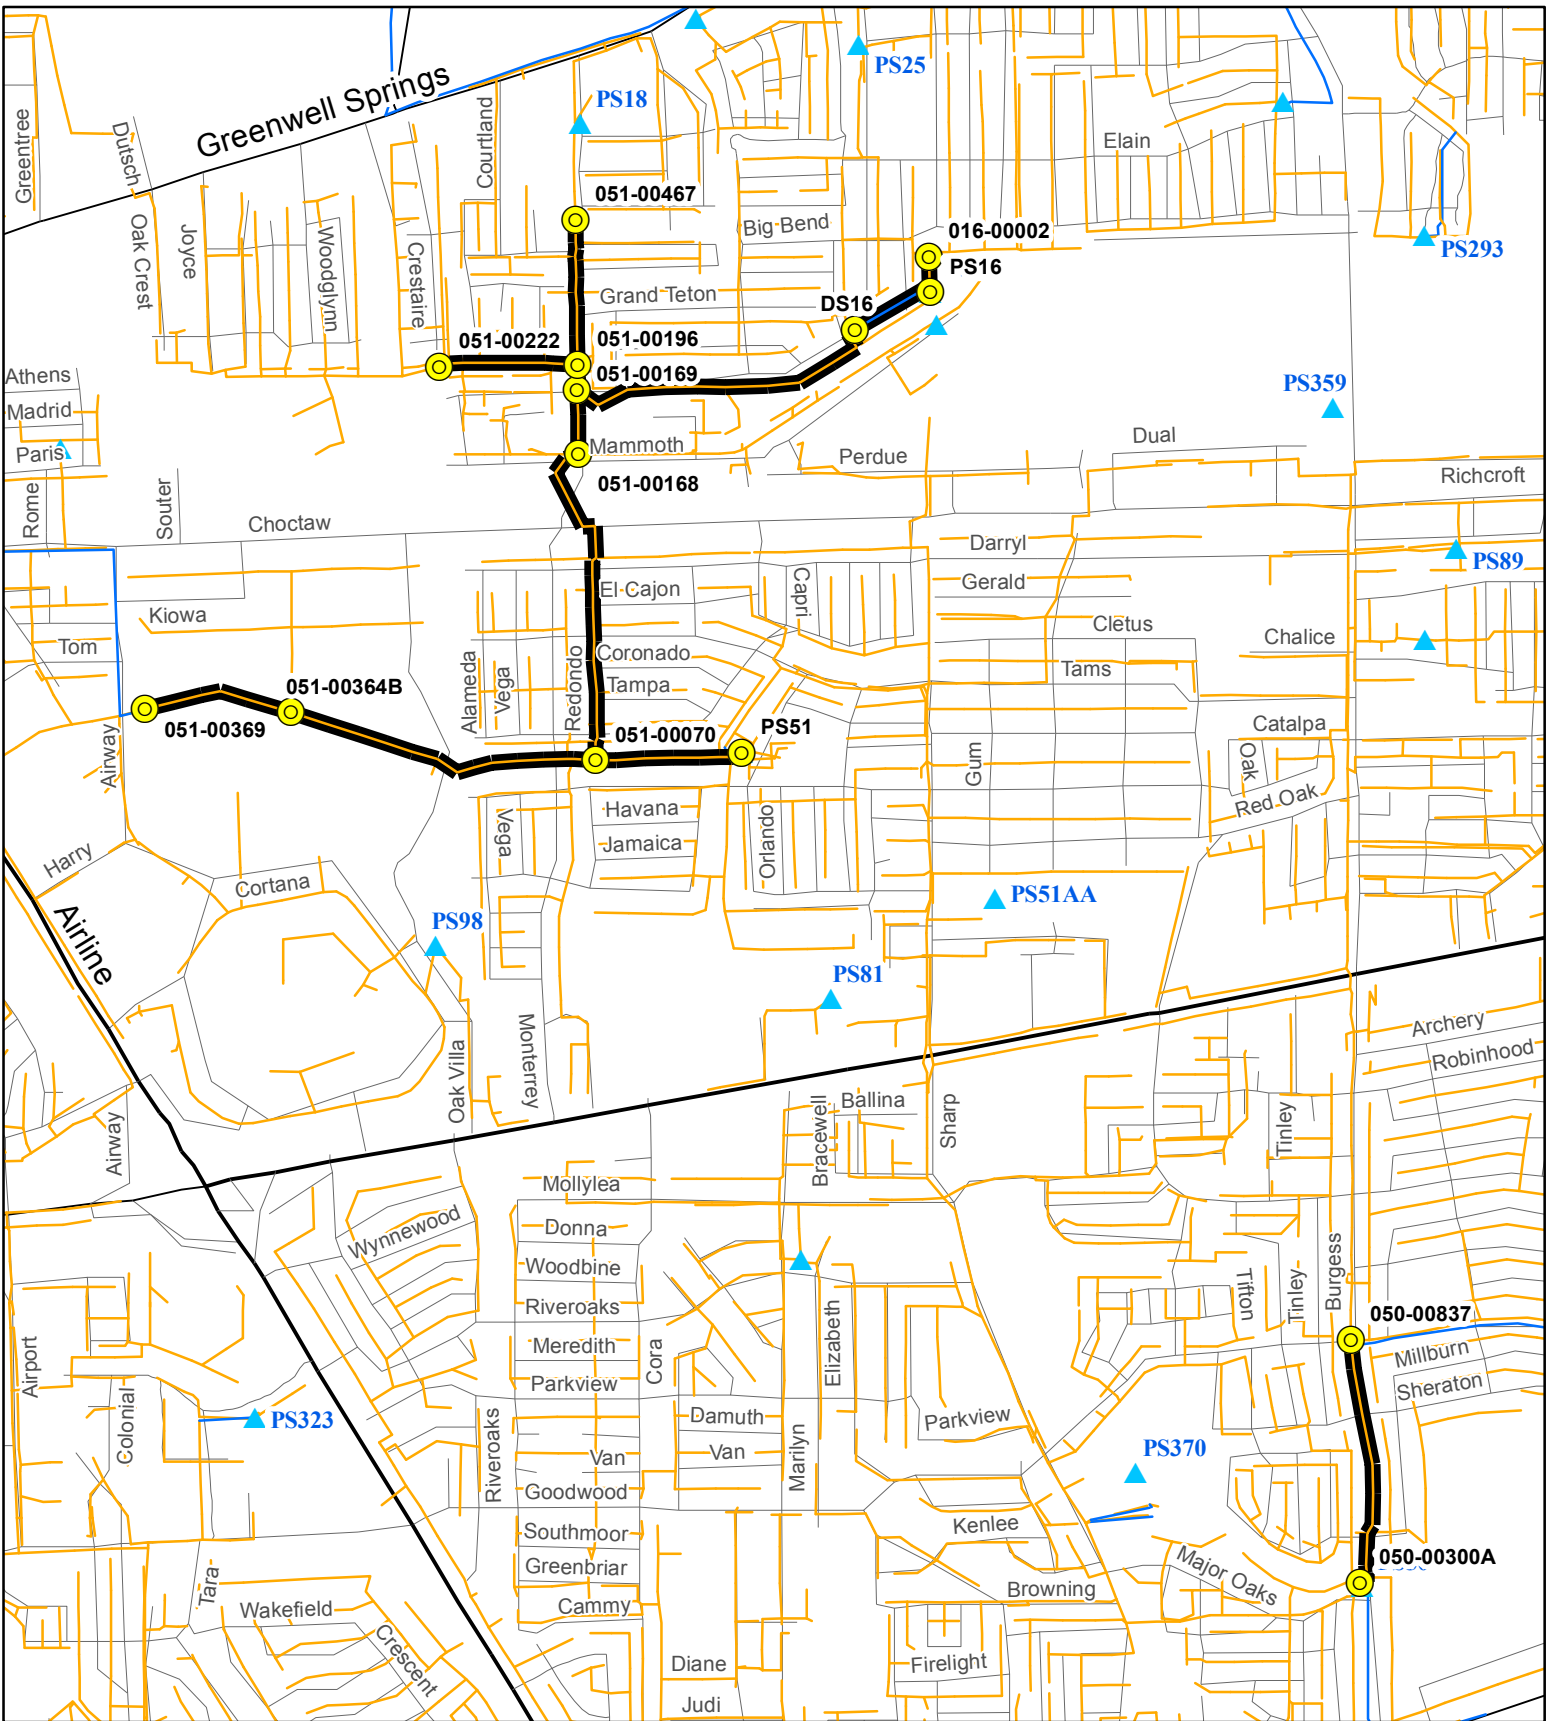 PS25
PS18
Greenwell Springs
Greentree
Dutsch
Courtland
Elain
051-00467
Big Bend
016-00002
PS293
Oak Crest
Joyce
Woodglynn
Crestaire
PS16
Grand Teton
DS16
051-00222
051-00196
051-00169
Athens
Madrid
Paris
PS359
Mammoth
Perdue
Dual
Richcroft
051-00168
Rome
Souter
Choctaw
Darryl
PS89
El Cajon
Capri
Gerald
Kiowa
Cletus
Chalice
Tom
Coronado
Tams
Tampa
Alameda
Vega
Redondo
051-00364B
051-00369
051-00070
PS51
Catalpa
Airway
Gum
Oak
Red Oak
Havana
Jamaica
Vega
Orlando
Harry
Cortana
PS51AA
PS98
Airline
PS81
Archery
Robinhood
Monterrey
Oak Villa
Ballina
Bracewell
Sharp
Tinley
Airway
Mollylea
Donna
Wynnewood
Woodbine
Riveroaks
Tifton
Tinley
Burgess
050-00837
Meredith
Cora
Elizabeth
Millburn
Airport
Parkview
Sheraton
Colonial
PS323
Damuth
Van
Parkview
Riveroaks
Van
Marilyn
PS370
Goodwood
Southmoor
Kenlee
Greenbriar
050-00300A
Major Oaks
Tara
Browning
Wakefield
Cammy
Crescent
Diane
Firelight
Judi